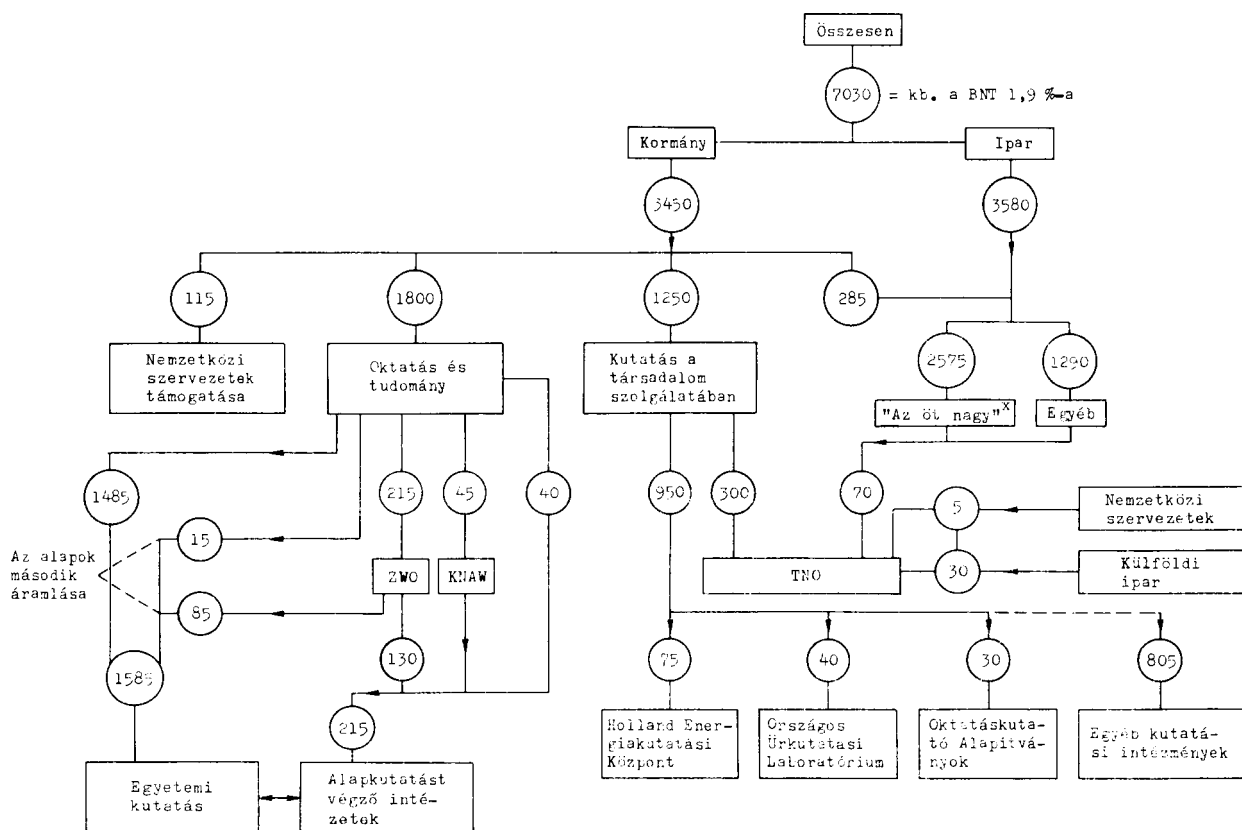 Összesen
7030 = kb. a BNT 1,9 %-a
Kormány
Ipar
3450
3580
115
1800
1250
285
Nemzetközi
szervezetek
támogatása
Oktatás és
tudomány
Kutatás a
társadalom
szolgálatában
2575
1290
"Az öt nagy"x
Egyéb
1485
215
45
40
950
300
70
5
Nemzetközi
szervezetek
Az alapok
második
áramlása
15
ZWO
KNAW
TNO
30
Külföldi
ipar
85
1585
130
75
40
30
805
215
Holland Ener-
giakutatási
Központ
Országos
Űrkutatasi
Laboratórium
Oktatáskuta-
tó Alapítvá-
nyok
Egyéb kutatá-
si intézmények
Egyetemi
kutatás
Alapkutatást
végző inté-
zetek